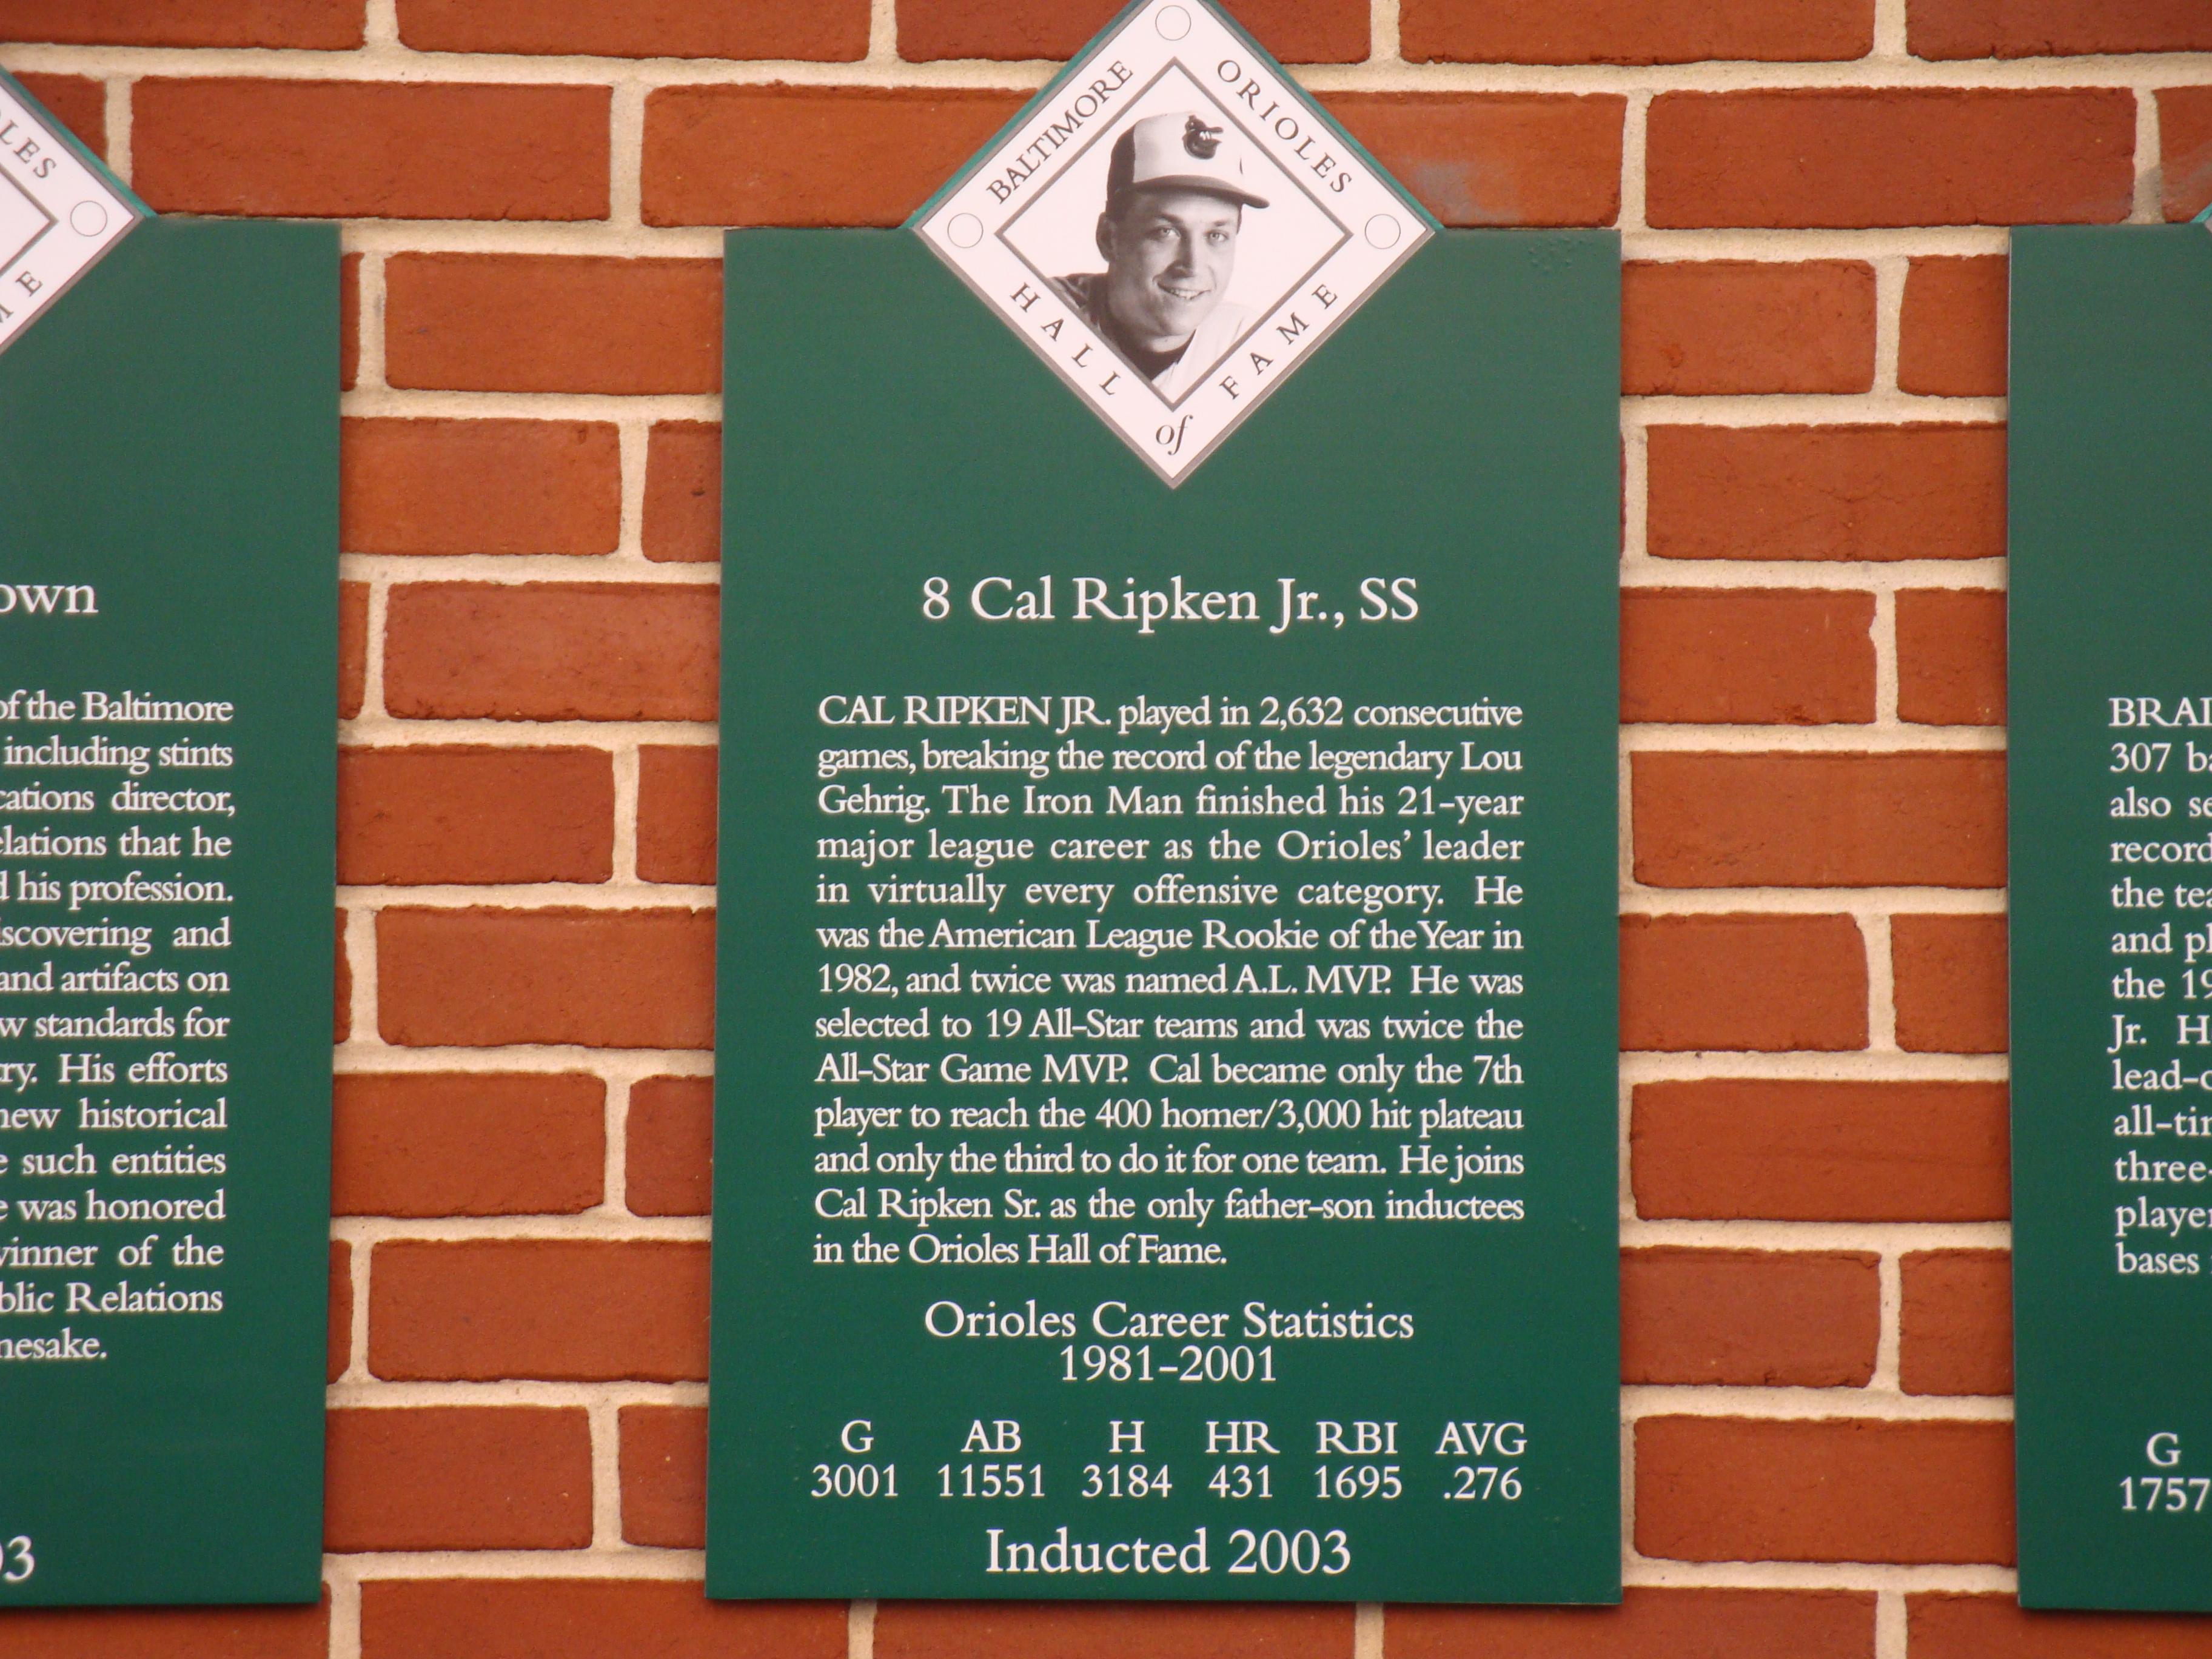 OLES
ME
own
of the Baltimore
including stints
cations director,
elations that he
d his profession.
iscovering and
and artifacts on
w standards for
ry. His efforts
new historical
e such entities
e was honored
winner of the
blic Relations
mesake.
03
BALTIMORE ORIOLES
HALL of FAME
8 Cal Ripken Jr., SS
CAL RIPKEN JR. played in 2,632 consecutive
games, breaking the record of the legendary Lou
Gehrig. The Iron Man finished his 21-year
major league career as the Orioles' leader
in virtually every offensive category. He
was the American League Rookie of the Year in
1982, and twice was named A.L. MVP. He was
selected to 19 All-Star teams and was twice the
All-Star Game MVP. Cal became only the 7th
player to reach the 400 homer/3,000 hit plateau
and only the third to do it for one team. He joins
Cal Ripken Sr. as the only father-son inductees
in the Orioles Hall of Fame.
Orioles Career Statistics
1981-2001
G AB H HR RBI AVG
3001 11551 3184 431 1695 .276
Inducted 2003
BRA
307 ba
also se
record
the tea
and pl
the 19
Jr. H
lead-o
all-tir
three-
player
bases
G
1757